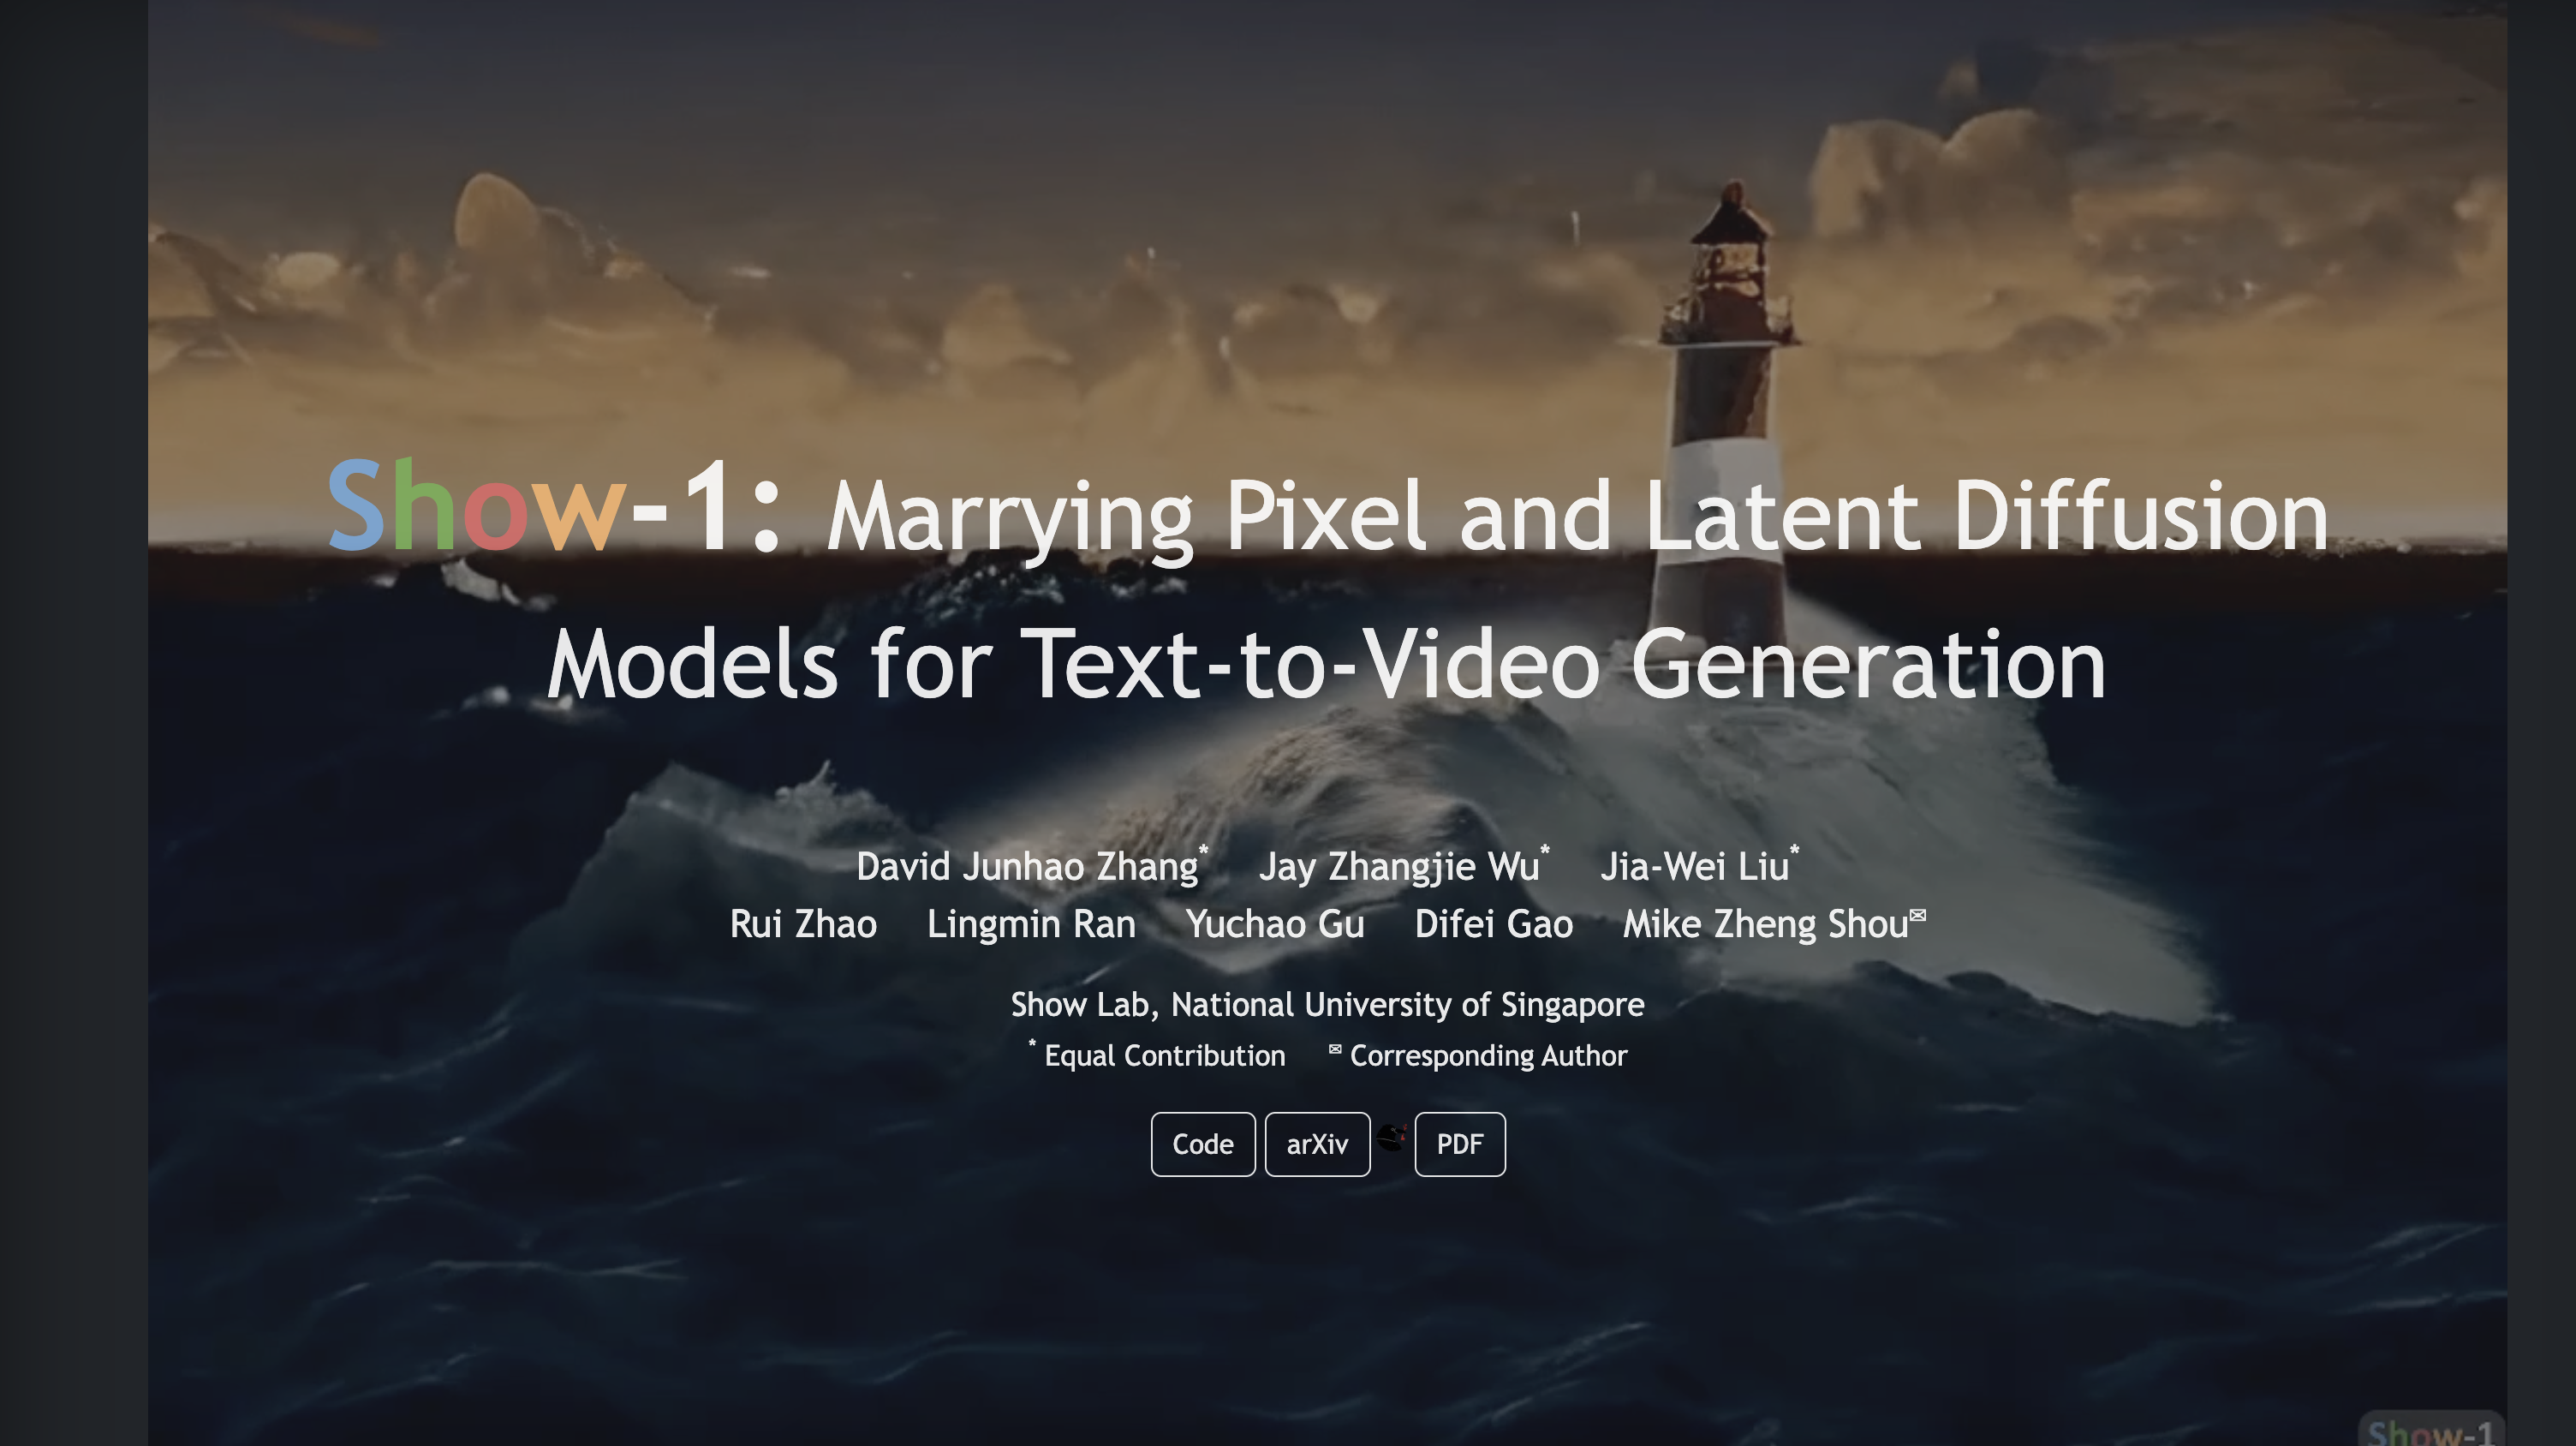 Show-1: Marrying Pixel and Latent Diffusion
Models for Text-to-Video Generation
David Junhao Zhang* Jay Zhangjie Wu* Jia-Wei Liu*
Rui Zhao Lingmin Ran Yuchao Gu Difei Gao Mike Zheng Shou✉
Show Lab, National University of Singapore
* Equal Contribution ✉ Corresponding Author
Code arXiv PDF
Show-1